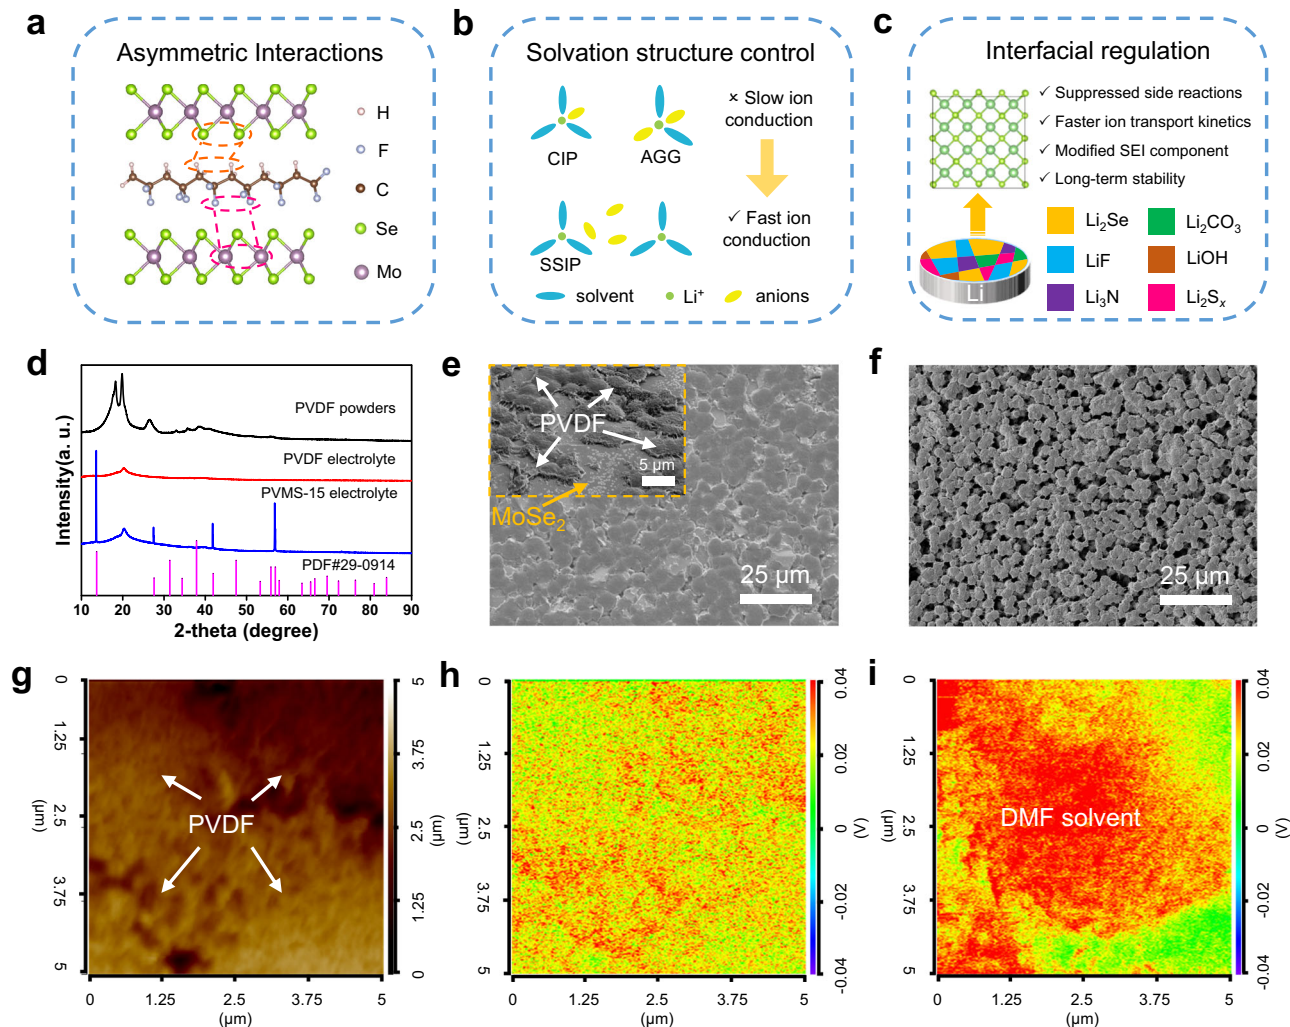 a
Asymmetric Interactions
H
F
C
Se
Mo
b
Solvation structure control
CIP
AGG
× Slow ion
conduction
✓ Fast ion
conduction
SSIP
solvent
Li⁺
anions
c
Interfacial regulation
✓ Suppressed side reactions
✓ Faster ion transport kinetics
✓ Modified SEI component
✓ Long-term stability
Li
Li₂Se
Li₂CO₃
LiF
LiOH
Li₃N
Li₂Sₓ
d
Intensity(a. u.)
PVDF powders
PVDF electrolyte
PVMS-15 electrolyte
PDF#29-0914
10 20 30 40 50 60 70 80 90
2-theta (degree)
e
PVDF
5 µm
MoSe₂
25 µm
f
25 µm
g
0
1.25
2.5
3.75
5
(µm)
PVDF
0 1.25 2.5 3.75 5
(µm)
5
3.75
2.5
1.25
0
(µm)
h
0
1.25
2.5
3.75
5
(µm)
0 1.25 2.5 3.75 5
(µm)
0.04
0.02
0
-0.02
-0.04
(V)
i
0
1.25
2.5
3.75
5
(µm)
DMF solvent
0 1.25 2.5 3.75 5
(µm)
0.04
0.02
0
-0.02
-0.04
(V)